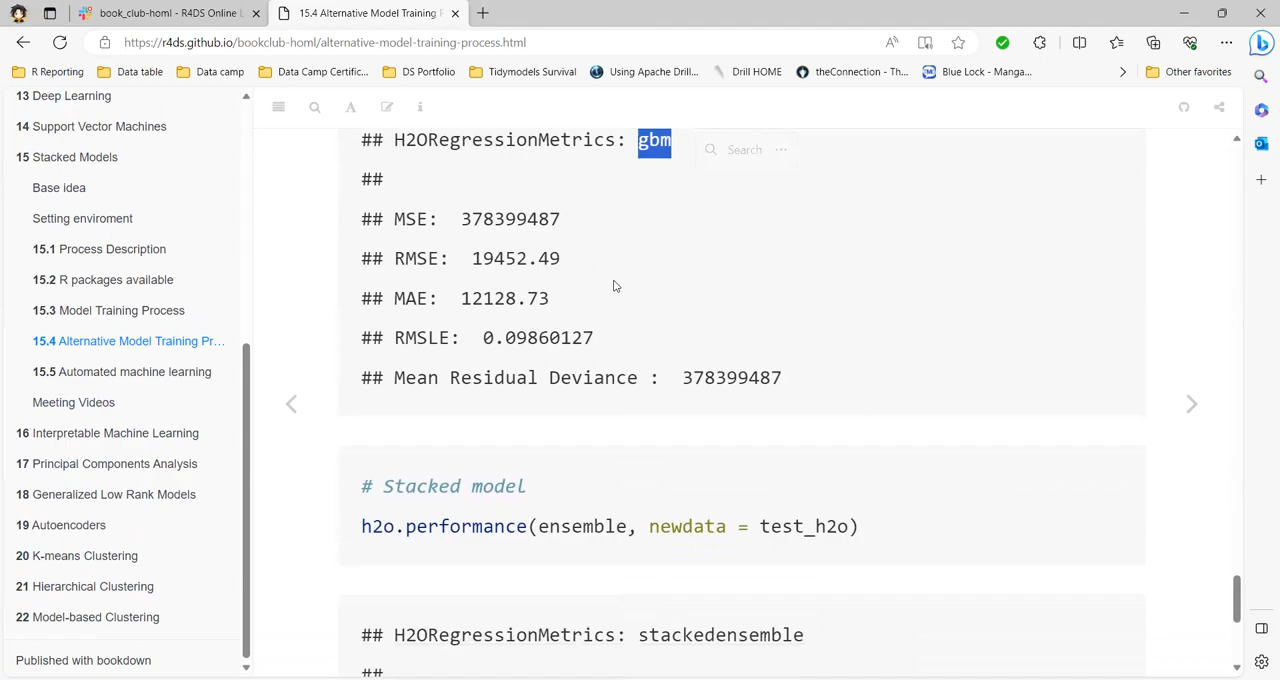 book_club-homl - R4DS Online L
15.4 Alternative Model Training P
https://r4ds.github.io/bookclub-homl/alternative-model-training-process.html
R Reporting
Data table
Data camp
Data Camp Certific...
DS Portfolio
Tidymodels Survival
Using Apache Drill...
Drill HOME
theConnection - Th...
Blue Lock - Manga...
Other favorites
13 Deep Learning
14 Support Vector Machines
15 Stacked Models
Base idea
Setting enviroment
15.1 Process Description
15.2 R packages available
15.3 Model Training Process
15.4 Alternative Model Training Pr...
15.5 Automated machine learning
Meeting Videos
16 Interpretable Machine Learning
17 Principal Components Analysis
18 Generalized Low Rank Models
19 Autoencoders
20 K-means Clustering
21 Hierarchical Clustering
22 Model-based Clustering
Published with bookdown
## H2ORegressionMetrics: gbm
Search ...
##
## MSE:  378399487
## RMSE:  19452.49
## MAE:  12128.73
## RMSLE:  0.09860127
## Mean Residual Deviance :  378399487
# Stacked model
h2o.performance(ensemble, newdata = test_h2o)
## H2ORegressionMetrics: stackedensemble
##